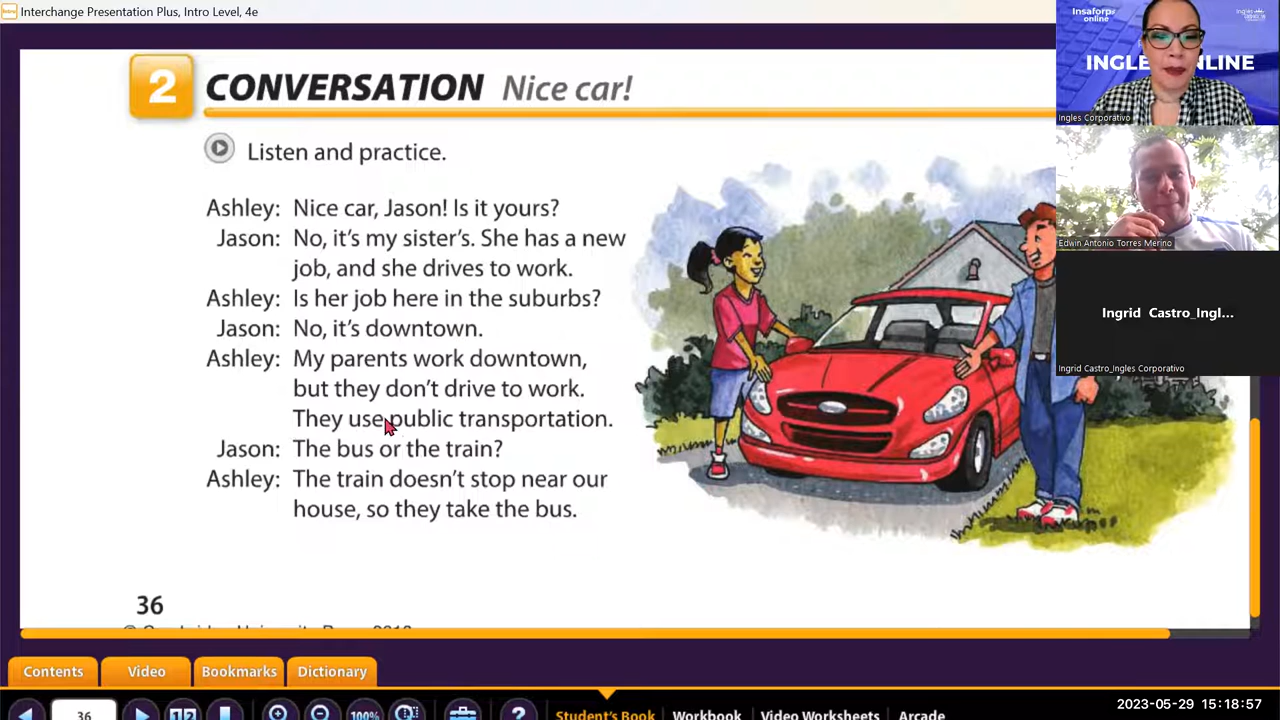 Interchange Presentation Plus, Intro Level, 4e
Insaforp
online
INGLES ONLINE
Ingles Corporativo
Edwin Antonio Torres Merino
Ingrid Castro_Ingl...
Ingrid Castro_Ingles Corporativo
2 CONVERSATION Nice car!
Listen and practice.
Ashley: Nice car, Jason! Is it yours?
Jason: No, it's my sister's. She has a new
job, and she drives to work.
Ashley: Is her job here in the suburbs?
Jason: No, it's downtown.
Ashley: My parents work downtown,
but they don't drive to work.
They use public transportation.
Jason: The bus or the train?
Ashley: The train doesn't stop near our
house, so they take the bus.
36
Contents Video Bookmarks Dictionary
36 1 2 100% ? Student's Book Workbook Video Worksheets Arcade
2023-05-29 15:18:57